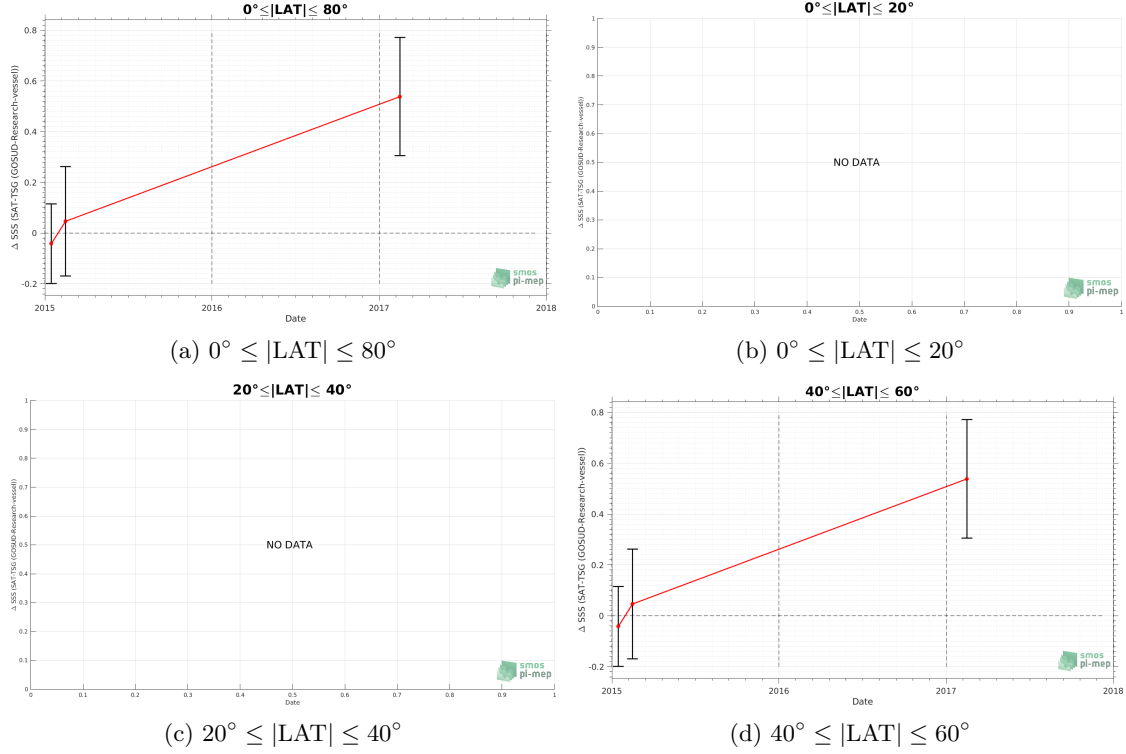 0°≤|LAT|≤ 80°
Δ SSS (SAT-TSG (GOSUD-Research-vessel))
0.8
0.6
0.4
0.2
0
-0.2
2015
2016
2017
2018
Date
smos
pi-mep
(a) 0° ≤ |LAT| ≤ 80°
0°≤|LAT|≤ 20°
Δ SSS (SAT-TSG (GOSUD-Research-vessel))
1
0.9
0.8
0.7
0.6
0.5
0.4
0.3
0.2
0.1
0
NO DATA
0
0.1
0.2
0.3
0.4
0.5
0.6
0.7
0.8
0.9
1
Date
smos
pi-mep
(b) 0° ≤ |LAT| ≤ 20°
20°≤|LAT|≤ 40°
Δ SSS (SAT-TSG (GOSUD-Research-vessel))
1
0.9
0.8
0.7
0.6
0.5
0.4
0.3
0.2
0.1
0
NO DATA
0
0.1
0.2
0.3
0.4
0.5
0.6
0.7
0.8
0.9
1
Date
smos
pi-mep
(c) 20° ≤ |LAT| ≤ 40°
40°≤|LAT|≤ 60°
Δ SSS (SAT-TSG (GOSUD-Research-vessel))
0.8
0.6
0.4
0.2
0
-0.2
2015
2016
2017
2018
Date
smos
pi-mep
(d) 40° ≤ |LAT| ≤ 60°